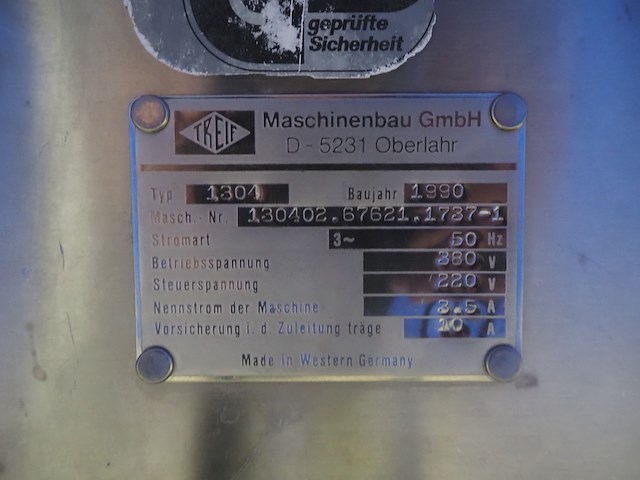 geprüfte
Sicherheit
TREIF
Maschinenbau GmbH
D - 5231 Oberlahr
Typ 1304 Baujahr 1990
Masch.- Nr. 130402.67621.1737-1
Stromart 3~ 50 Hz
Betriebsspannung 380 V
Steuerspannung 220 V
Nennstrom der Maschine 3.5 A
Vorsicherung i. d. Zuleitung träge 10 A
Made in Western Germany